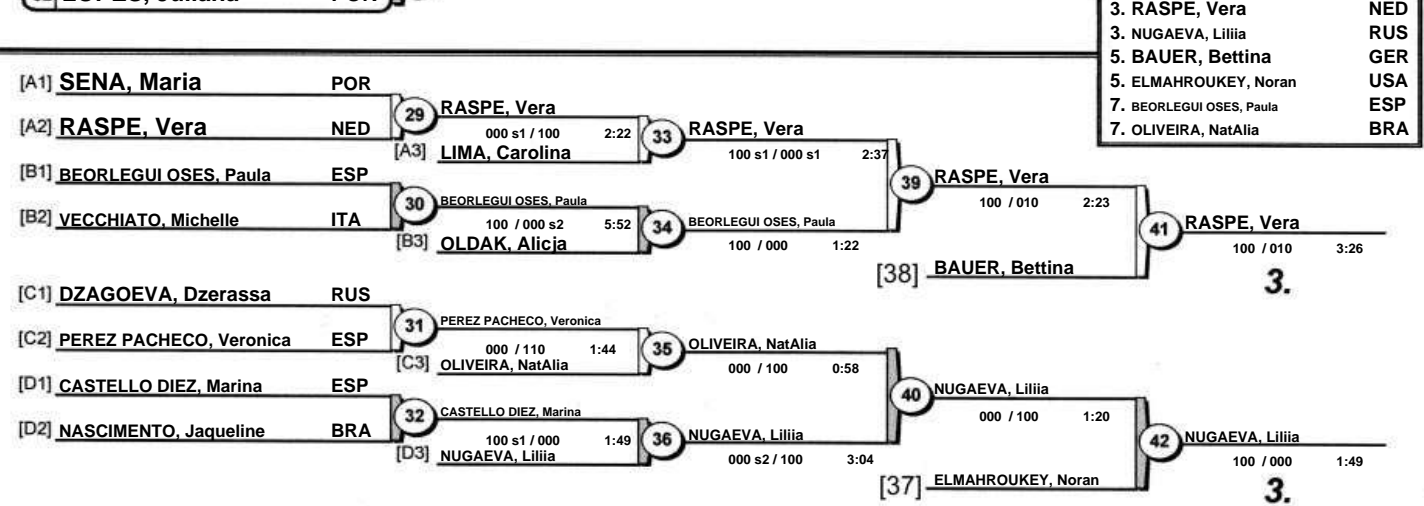 3. RASPE, Vera NED
3. NUGAEVA, Liliia RUS
5. BAUER, Bettina GER
5. ELMAHROUKEY, Noran USA
7. BEORLEGUI OSES, Paula ESP
7. OLIVEIRA, NatAlia BRA
[A1] SENA, Maria POR
[A2] RASPE, Vera NED
29
RASPE, Vera
000 s1 / 100 2:22
[A3] LIMA, Carolina
33
RASPE, Vera
100 s1 / 000 s1 2:37
[B1] BEORLEGUI OSES, Paula ESP
[B2] VECCHIATO, Michelle ITA
30
BEORLEGUI OSES, Paula
100 / 000 s2 5:52
[B3] OLDAK, Alicja
34
BEORLEGUI OSES, Paula
100 / 000 1:22
39
RASPE, Vera
100 / 010 2:23
[38] BAUER, Bettina
41
RASPE, Vera
100 / 010 3:26
3.
[C1] DZAGOEVA, Dzerassa RUS
[C2] PEREZ PACHECO, Veronica ESP
31
PEREZ PACHECO, Veronica
000 / 110 1:44
[C3] OLIVEIRA, NatAlia
35
OLIVEIRA, NatAlia
000 / 100 0:58
[D1] CASTELLO DIEZ, Marina ESP
[D2] NASCIMENTO, Jaqueline BRA
32
CASTELLO DIEZ, Marina
100 s1 / 000 1:49
[D3] NUGAEVA, Liliia
36
NUGAEVA, Liliia
000 s2 / 100 3:04
40
NUGAEVA, Liliia
000 / 100 1:20
[37] ELMAHROUKEY, Noran
42
NUGAEVA, Liliia
100 / 000 1:49
3.